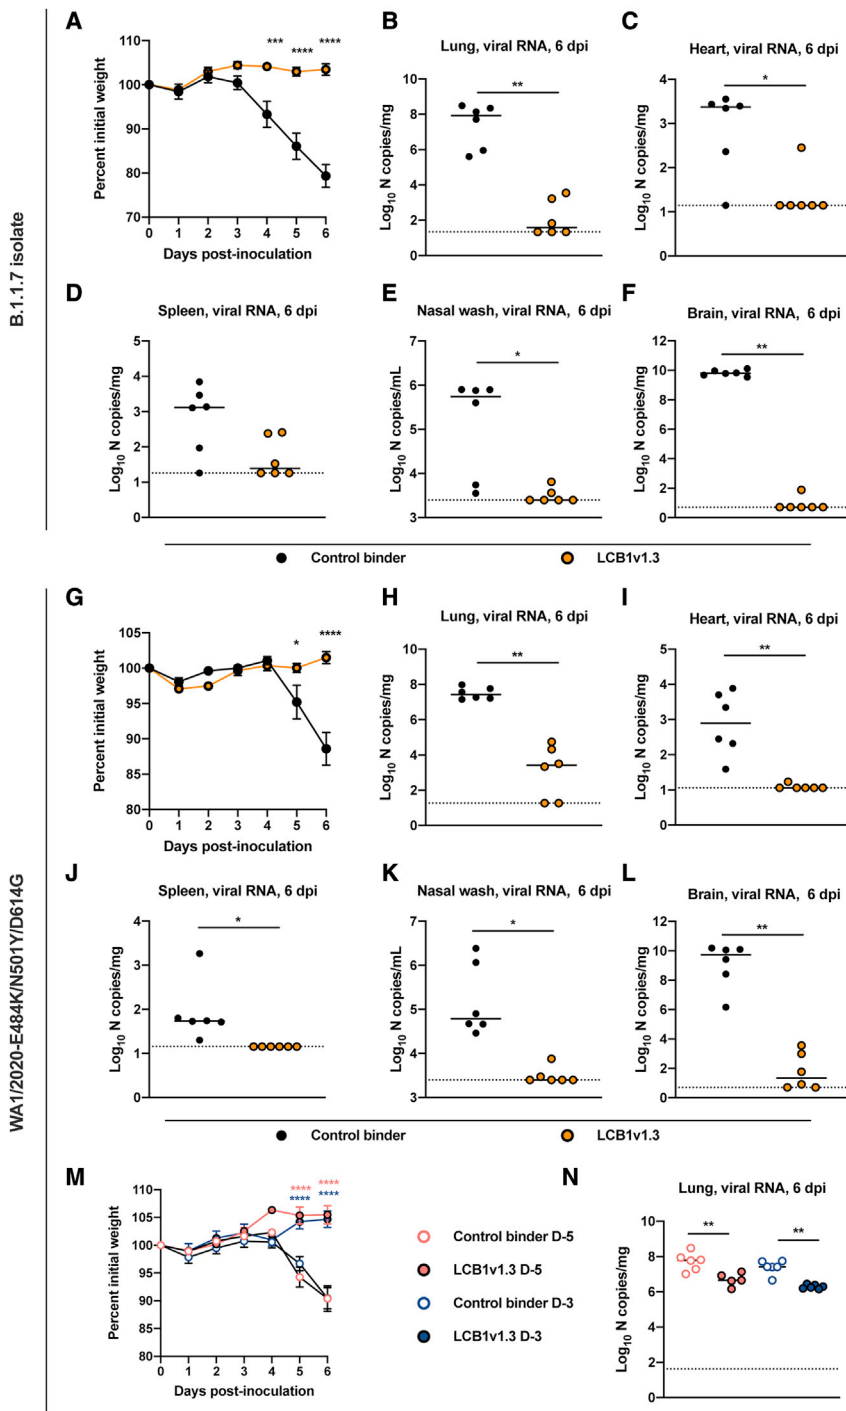 B.1.1.7 isolate
A
Percent initial weight
110
100
90
80
70
*** **** ****
0 1 2 3 4 5 6
Days post-inoculation
B
Lung, viral RNA, 6 dpi
Log10 N copies/mg
10
8
6
4
2
0
**
C
Heart, viral RNA, 6 dpi
Log10 N copies/mg
4
3
2
1
0
*
D
Spleen, viral RNA, 6 dpi
Log10 N copies/mg
5
4
3
2
1
0
E
Nasal wash, viral RNA, 6 dpi
Log10 N copies/mL
7
6
5
4
3
*
F
Brain, viral RNA, 6 dpi
Log10 N copies/mg
12
10
8
6
4
2
0
**
Control binder LCB1v1.3
WA1/2020-E484K/N501Y/D614G
G
Percent initial weight
105
100
95
90
85
80
* ****
0 1 2 3 4 5 6
Days post-inoculation
H
Lung, viral RNA, 6 dpi
Log10 N copies/mg
10
8
6
4
2
0
**
I
Heart, viral RNA, 6 dpi
Log10 N copies/mg
5
4
3
2
1
0
**
J
Spleen, viral RNA, 6 dpi
Log10 N copies/mg
4
3
2
1
0
*
K
Nasal wash, viral RNA, 6 dpi
Log10 N copies/mL
7
6
5
4
3
*
L
Brain, viral RNA, 6 dpi
Log10 N copies/mg
12
10
8
6
4
2
0
**
Control binder LCB1v1.3
M
Percent initial weight
110
105
100
95
90
85
80
**** ****
**** ****
0 1 2 3 4 5 6
Days post-inoculation
Control binder D-5
LCB1v1.3 D-5
Control binder D-3
LCB1v1.3 D-3
N
Lung, viral RNA, 6 dpi
Log10 N copies/mg
10
8
6
4
2
0
** **